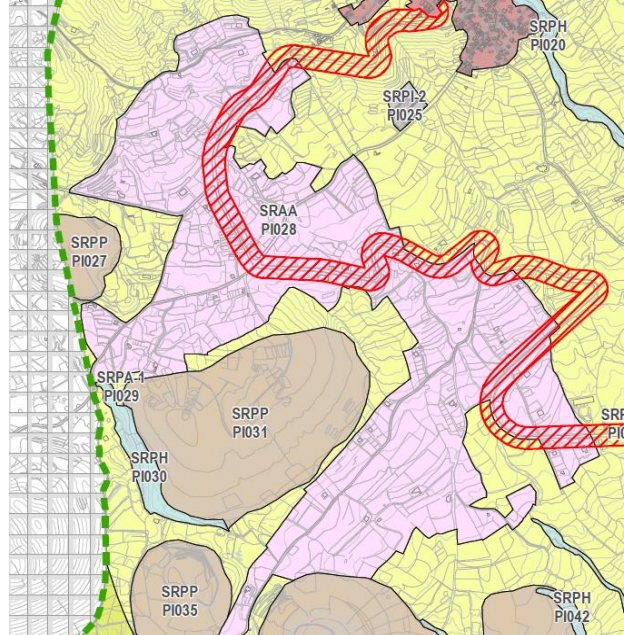 SRPH
PI020
SRPI-2
PI025
SRAA
PI028
SRPP
PI027
SRPA-1
PI029
SRPP
PI031
SRPH
PI030
SRPP
PI035
SRPH
PI042